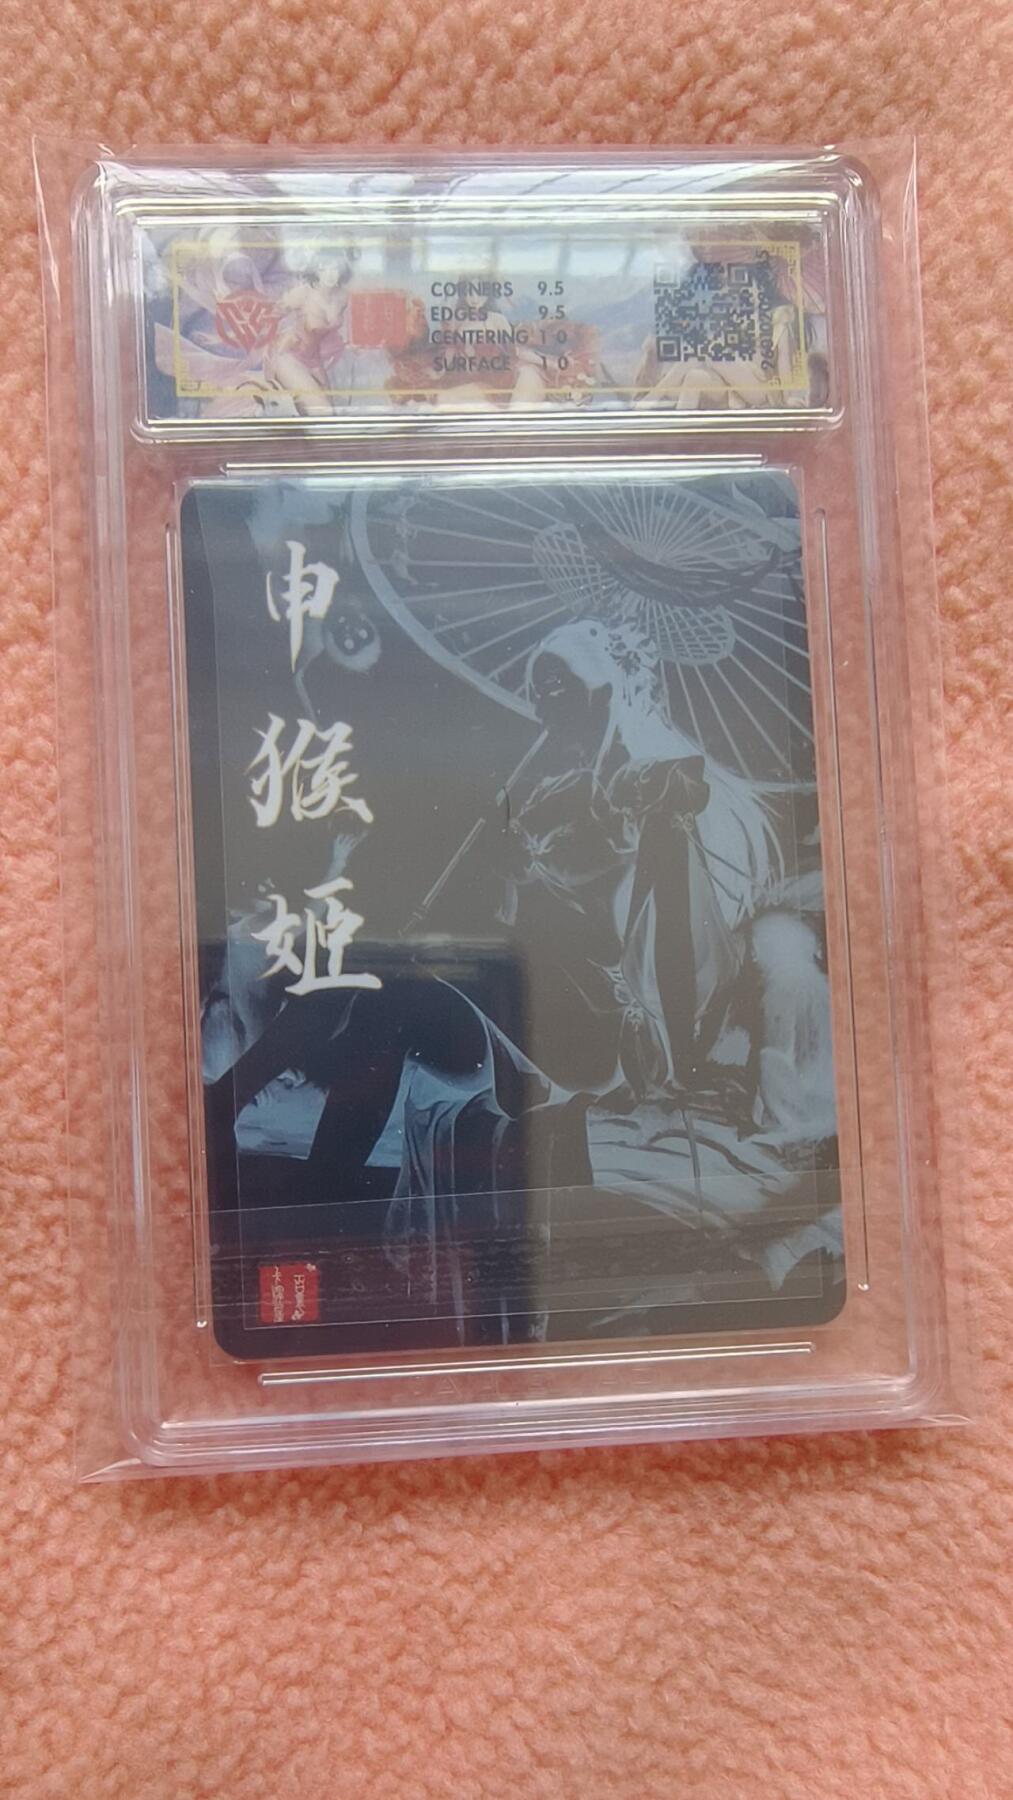 CORNERS 9.5
EDGES 9.5
CENTERING 10
SURFACE 10
申猴姬